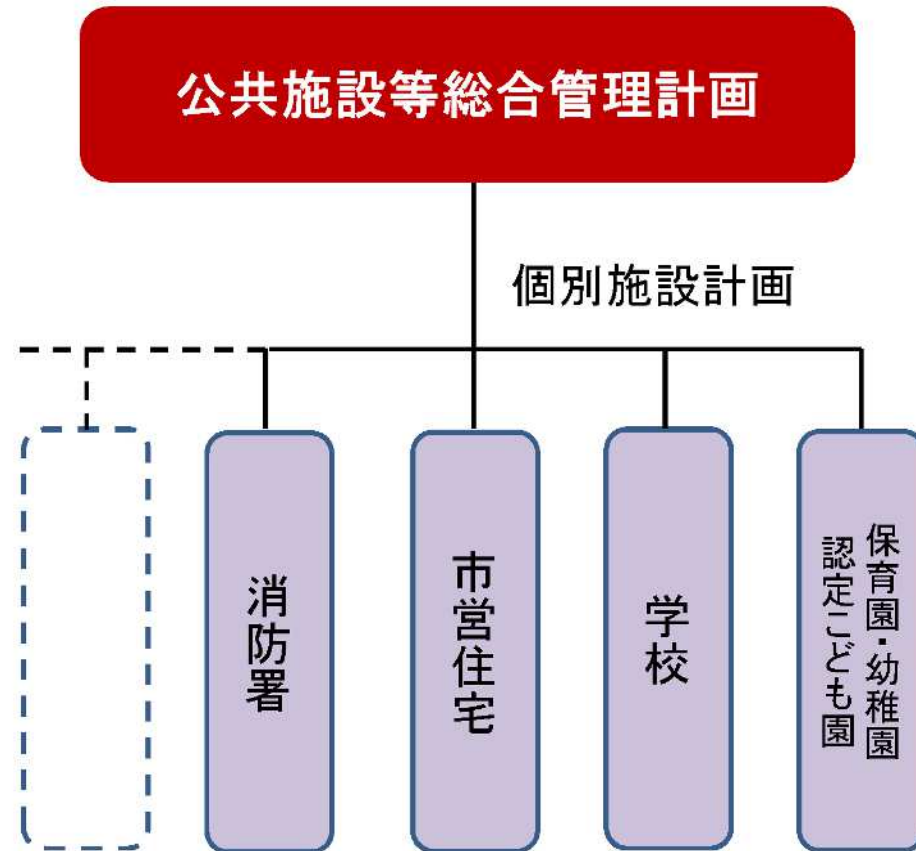 公共施設等総合管理計画
個別施設計画
消防署
市営住宅
学校
保育園・幼稚園
認定こども園